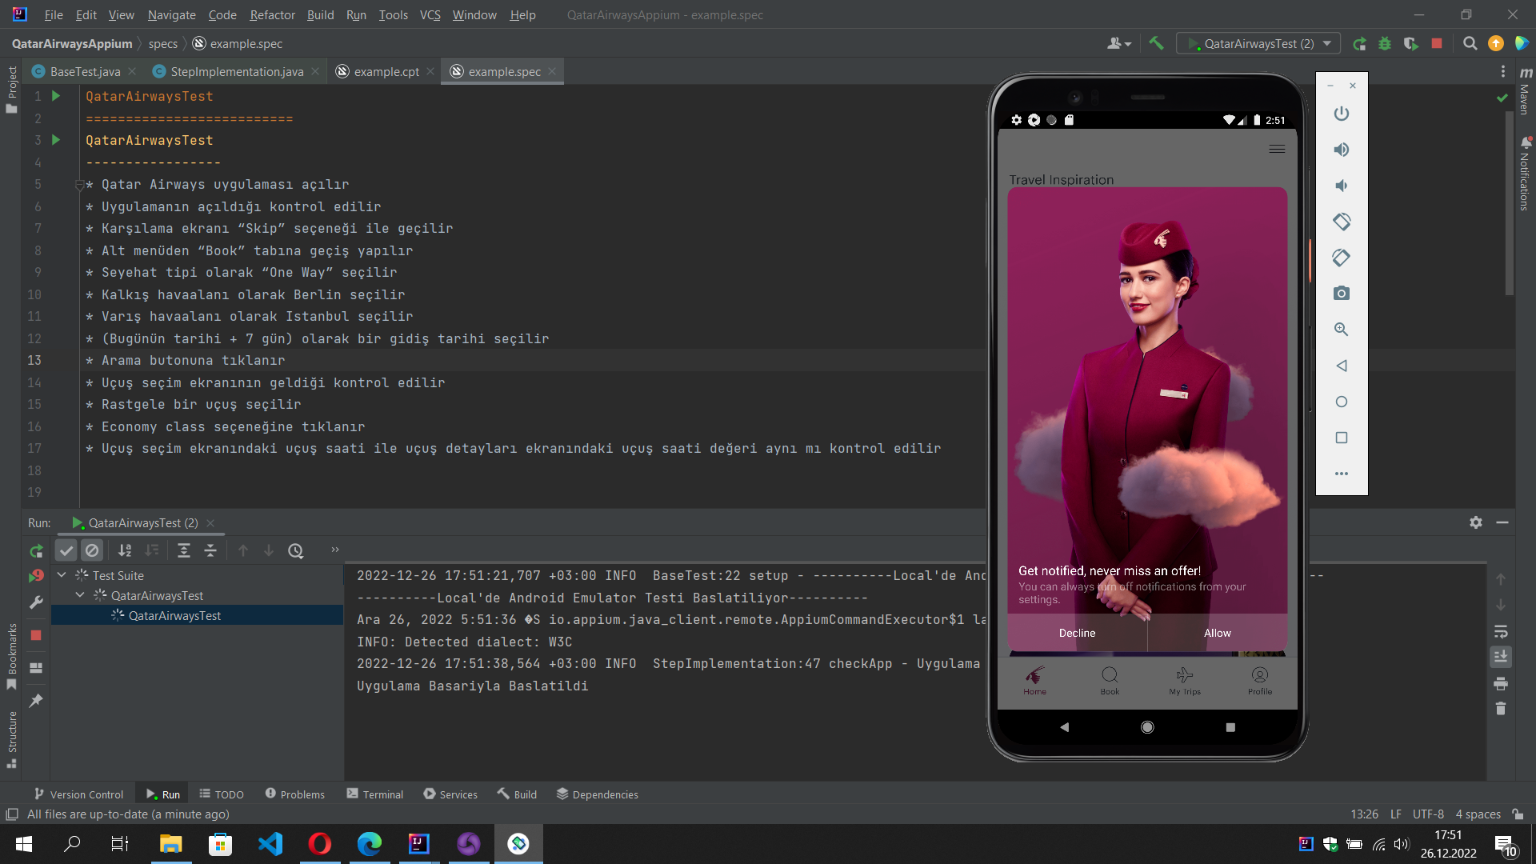 File Edit View Navigate Code Refactor Build Run Tools VCS Window Help QatarAirwaysAppium - example.spec
QatarAirwaysAppium specs example.spec QatarAirwaysTest (2)
BaseTest.java StepImplementation.java example.cpt example.spec
Project
Maven
Notifications
1 QatarAirwaysTest
2 ==========================
3 QatarAirwaysTest
4 -----------------
5 * Qatar Airways uygulaması açılır
6 * Uygulamanın açıldığı kontrol edilir
7 * Karşılama ekranı “Skip” seçeneği ile geçilir
8 * Alt menüden “Book” tabına geçiş yapılır
9 * Seyehat tipi olarak “One Way” seçilir
10 * Kalkış havaalanı olarak Berlin seçilir
11 * Varış havaalanı olarak Istanbul seçilir
12 * (Bugünün tarihi + 7 gün) olarak bir gidiş tarihi seçilir
13 * Arama butonuna tıklanır
14 * Uçuş seçim ekranının geldiği kontrol edilir
15 * Rastgele bir uçuş seçilir
16 * Economy class seçeneğine tıklanır
17 * Uçuş seçim ekranındaki uçuş saati ile uçuş detayları ekranındaki uçuş saati değeri aynı mı kontrol edilir
18
19
2:51
Travel Inspiration
Get notified, never miss an offer!
You can always turn off notifications from your
settings.
Decline Allow
Home Book My Trips Profile
Run: QatarAirwaysTest (2)
Test Suite
QatarAirwaysTest
QatarAirwaysTest
2022-12-26 17:51:21,707 +03:00 INFO BaseTest:22 setup - ----------Local'de And
----------Local'de Android Emulator Testi Baslatiliyor----------
Ara 26, 2022 5:51:36 �S io.appium.java_client.remote.AppiumCommandExecutor$1 la
INFO: Detected dialect: W3C
2022-12-26 17:51:38,564 +03:00 INFO StepImplementation:47 checkApp - Uygulama
Uygulama Basariyla Baslatildi
Bookmarks
Structure
Version Control Run TODO Problems Terminal Services Build Dependencies
All files are up-to-date (a minute ago) 13:26 LF UTF-8 4 spaces
17:51
26.12.2022
10